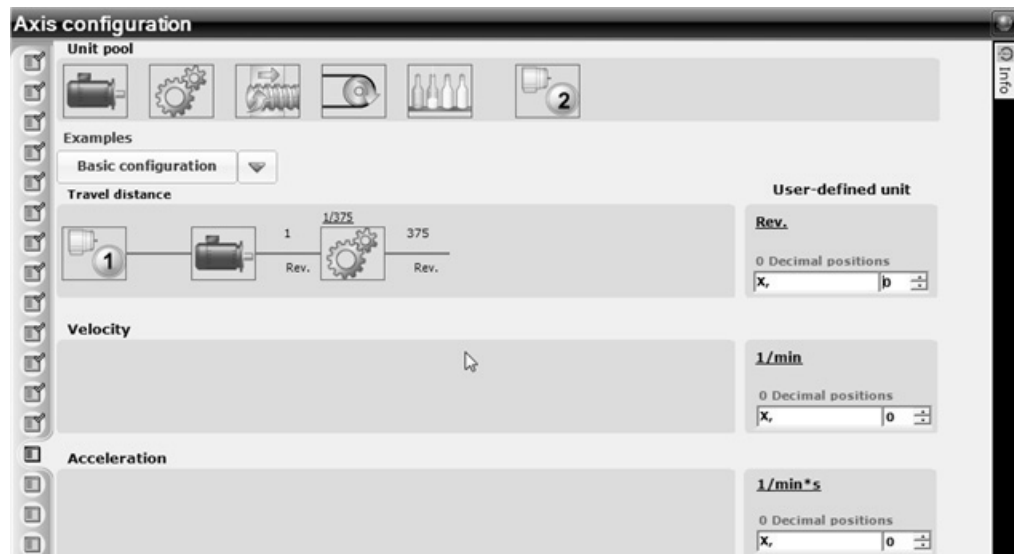 Axis configuration
Info
Unit pool
2
Examples
Basic configuration
Travel distance
User-defined unit
1
1
Rev.
1/375
375
Rev.
Rev.
0 Decimal positions
x, 0
Velocity
1/min
0 Decimal positions
x, 0
Acceleration
1/min*s
0 Decimal positions
x, 0